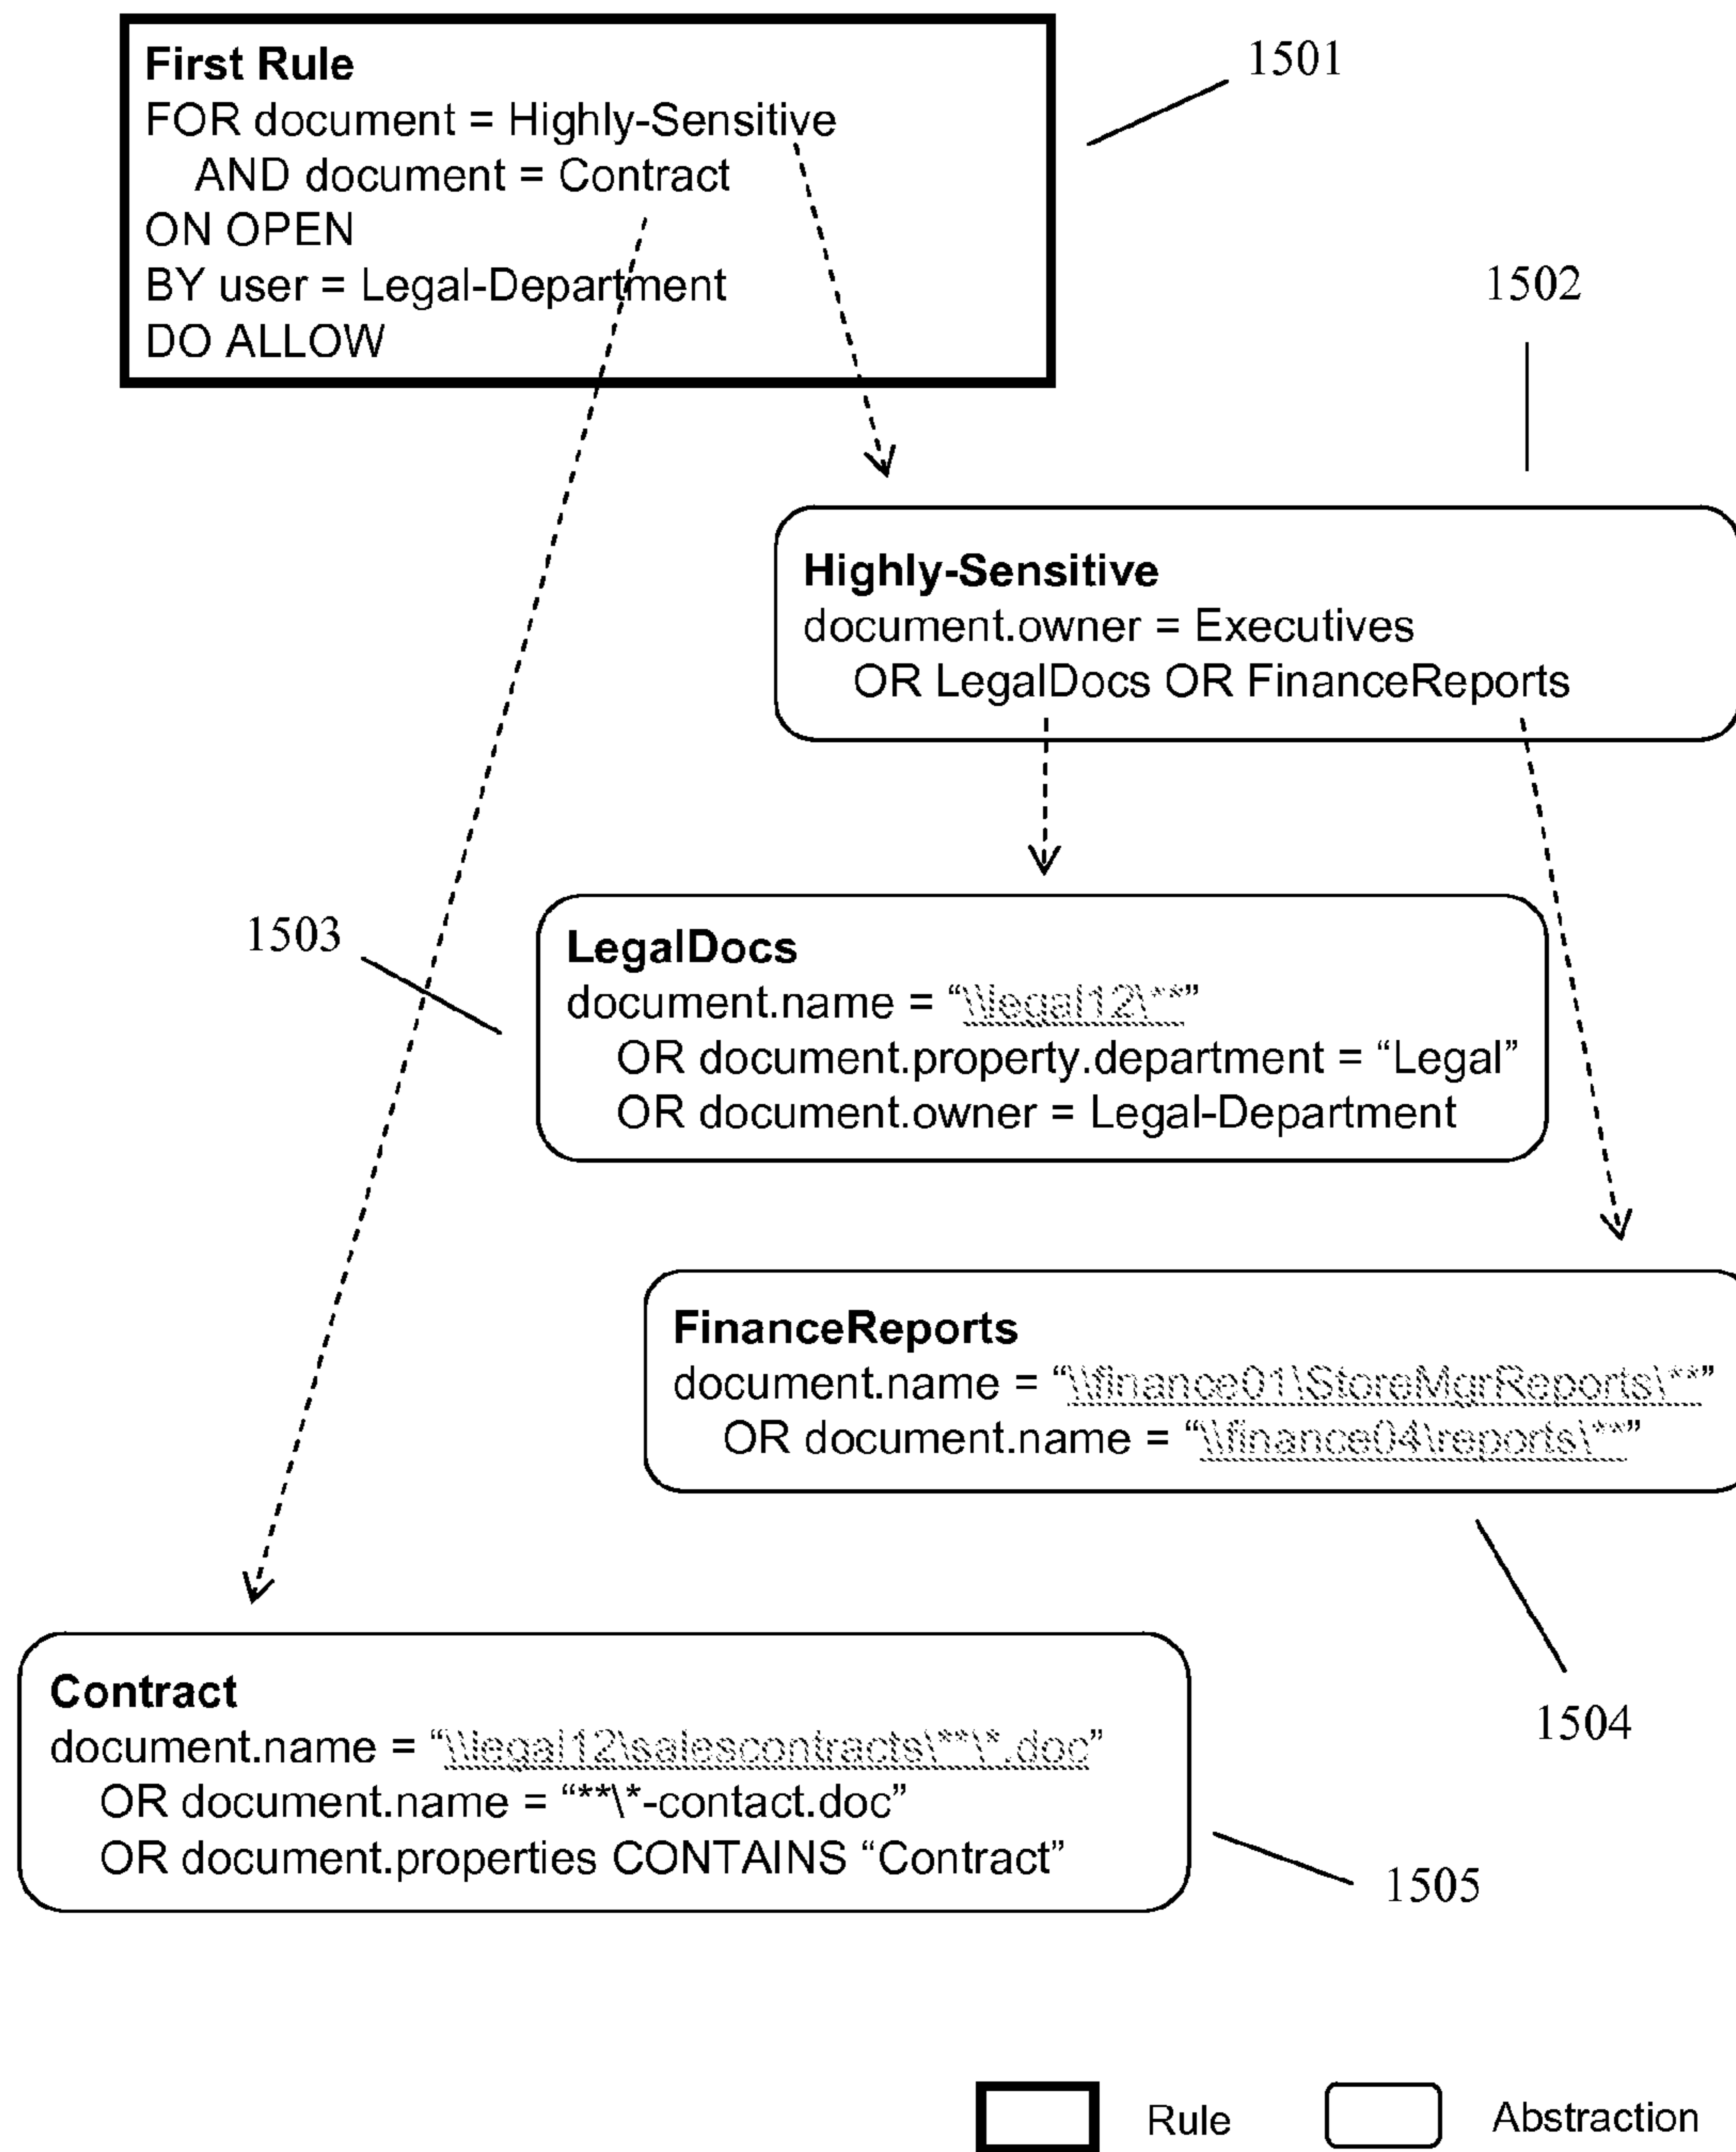 First Rule
FOR document = Highly-Sensitive
AND document = Contract
ON OPEN
BY user = Legal-Department
DO ALLOW
1501
1502
Highly-Sensitive
document.owner = Executives
OR LegalDocs OR FinanceReports
1503
LegalDocs
document.name = “\\legal12\**”
OR document.property.department = “Legal”
OR document.owner = Legal-Department
FinanceReports
document.name = “\\finance01\StoreMgrReports\**”
OR document.name = “\\finance04\reports\**”
1504
Contract
document.name = “\\legal12\salescontracts\**\*.doc”
OR document.name = “**\*-contact.doc”
OR document.properties CONTAINS “Contract”
1505
Rule
Abstraction